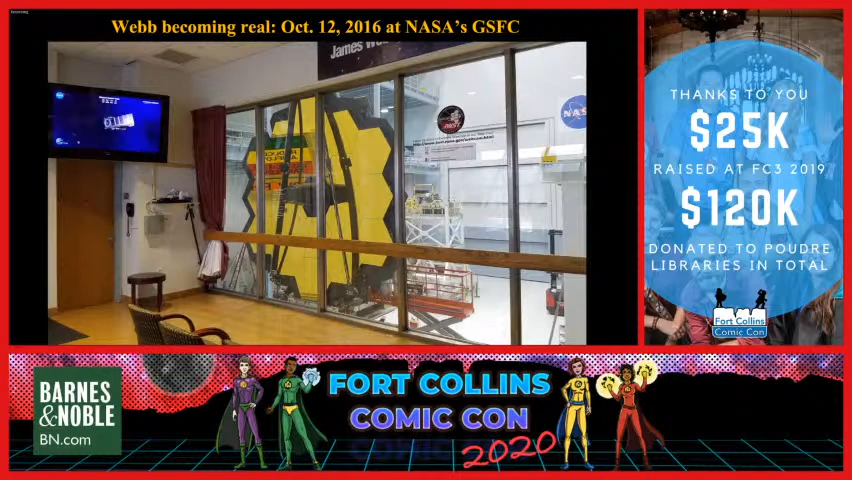 Webb becoming real: Oct. 12, 2016 at NASA's GSFC
James
NASA
THANKS TO YOU
$25K
RAISED AT FC3 2019
$120K
DONATED TO POUDRE
LIBRARIES IN TOTAL
Fort Collins
Comic Con
BARNES
&NOBLE
BN.com
FORT COLLINS
COMIC CON
2020